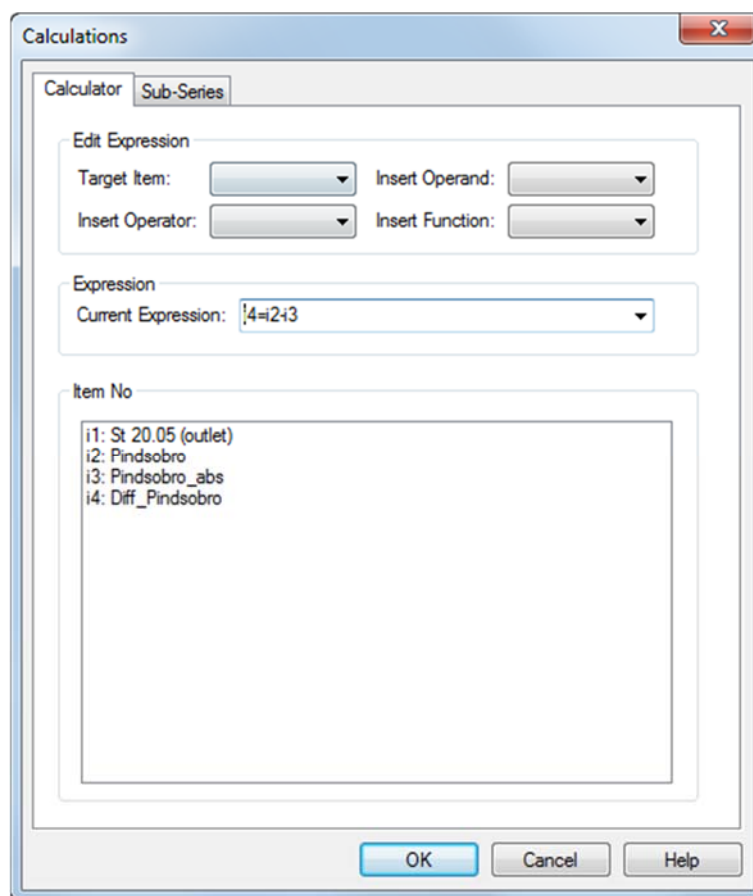 Calculations
Calculator Sub-Series
Edit Expression
Target Item: Insert Operand:
Insert Operator: Insert Function:
Expression
Current Expression: i4=i2-i3
Item No
i1: St 20.05 (outlet)
i2: Pindsobro
i3: Pindsobro_abs
i4: Diff_Pindsobro
OK Cancel Help